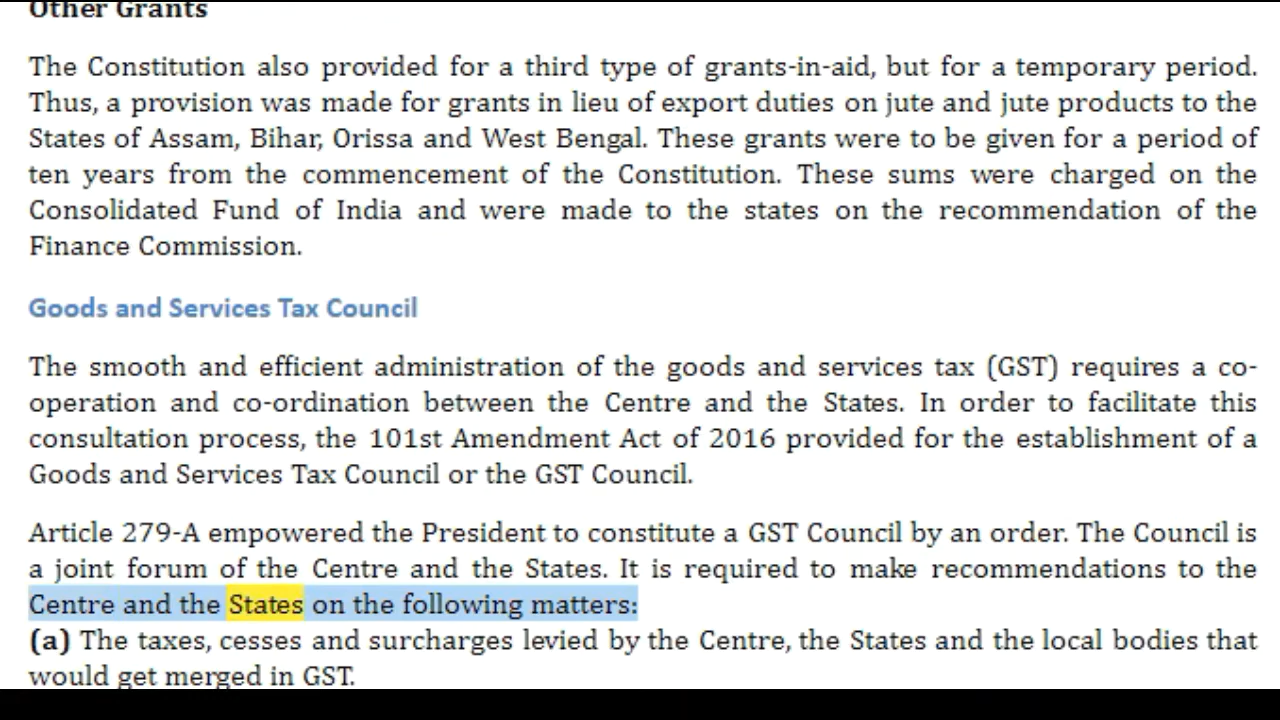 Other Grants
The Constitution also provided for a third type of grants-in-aid, but for a temporary period.
Thus, a provision was made for grants in lieu of export duties on jute and jute products to the
States of Assam, Bihar, Orissa and West Bengal. These grants were to be given for a period of
ten years from the commencement of the Constitution. These sums were charged on the
Consolidated Fund of India and were made to the states on the recommendation of the
Finance Commission.
Goods and Services Tax Council
The smooth and efficient administration of the goods and services tax (GST) requires a co-
operation and co-ordination between the Centre and the States. In order to facilitate this
consultation process, the 101st Amendment Act of 2016 provided for the establishment of a
Goods and Services Tax Council or the GST Council.
Article 279-A empowered the President to constitute a GST Council by an order. The Council is
a joint forum of the Centre and the States. It is required to make recommendations to the
Centre and the States on the following matters:
(a) The taxes, cesses and surcharges levied by the Centre, the States and the local bodies that
would get merged in GST.